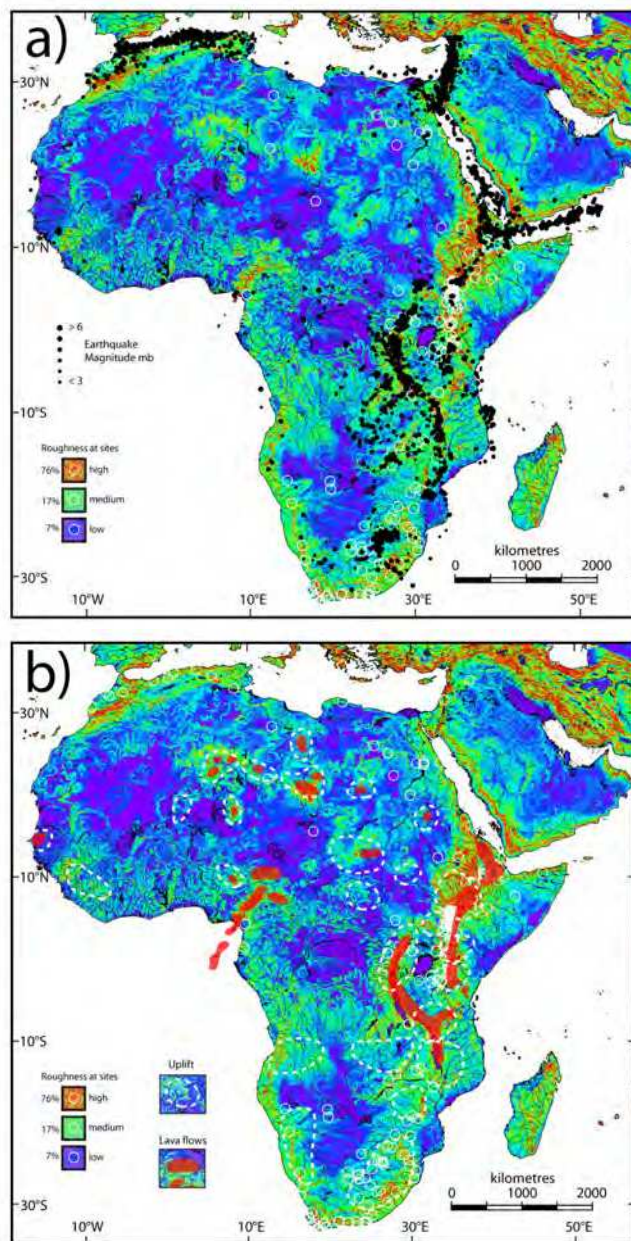 a)
30°N
10°N
10°S
30°S
> 6
Earthquake
Magnitude mb
< 3
Roughness at sites
76% high
17% medium
7% low
kilometres
0 1000 2000
10°W 10°E 30°E 50°E
b)
30°N
10°N
10°S
30°S
Roughness at sites
76% high
17% medium
7% low
Uplift
Lava flows
kilometres
0 1000 2000
10°W 10°E 30°E 50°E